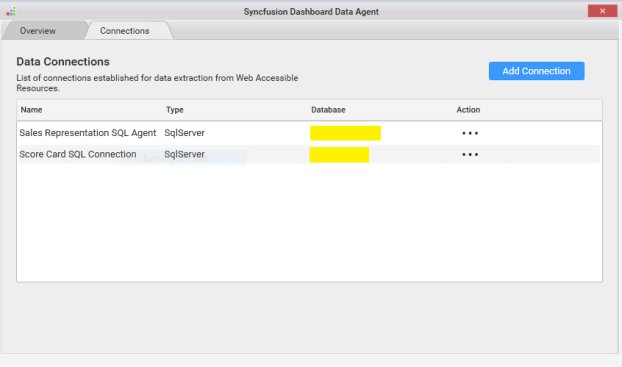 Syncfusion Dashboard Data Agent
Overview Connections
Data Connections
Add Connection
List of connections established for data extraction from Web Accessible
Resources.
Name Type Database Action
Sales Representation SQL Agent SqlServer
Score Card SQL Connection SqlServer